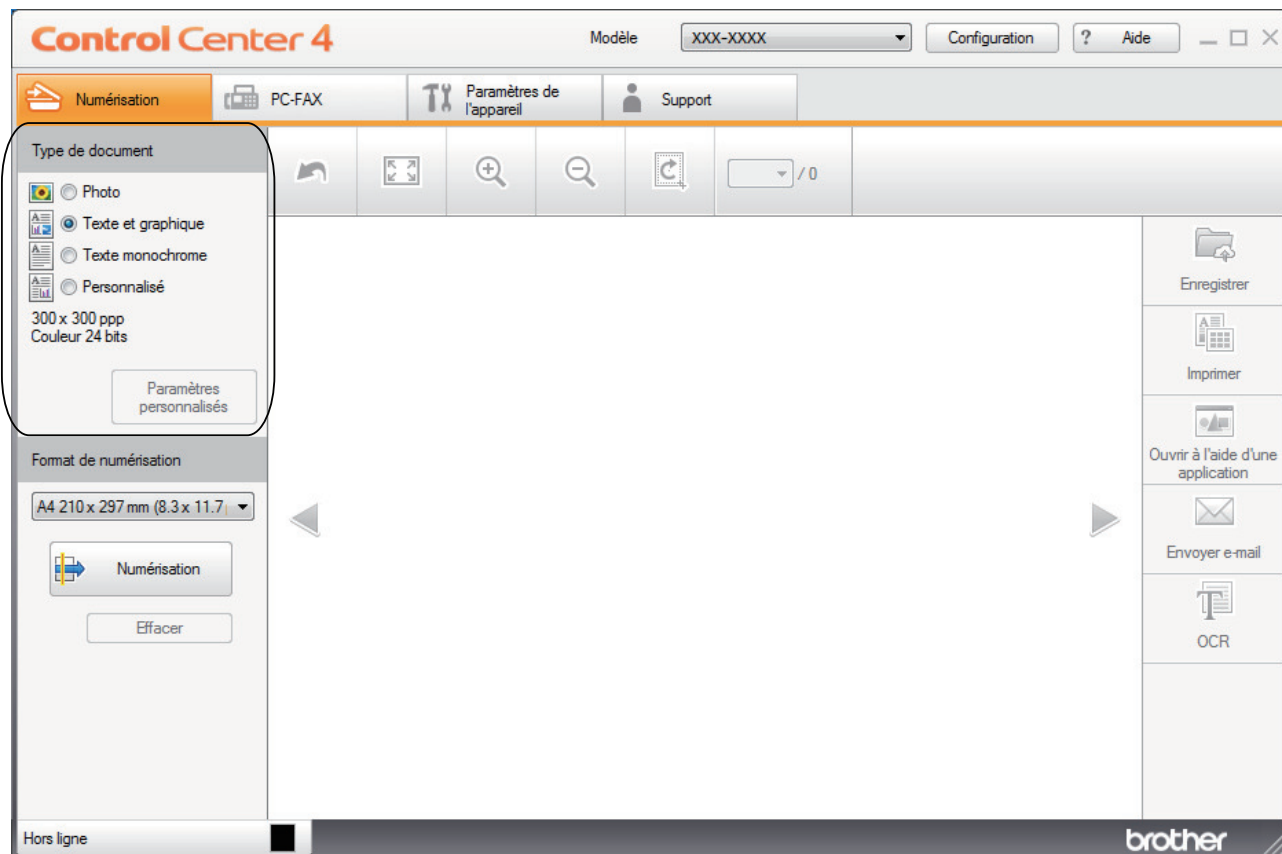 Control Center 4
Modèle
XXX-XXXX
Configuration
? Aide
Numérisation
PC-FAX
Paramètres de
l'appareil
Support
Type de document
Photo
Texte et graphique
Texte monochrome
Personnalisé
300 x 300 ppp
Couleur 24 bits
Paramètres
personnalisés
/ 0
Format de numérisation
A4 210 x 297 mm (8.3 x 11.7
Numérisation
Effacer
Enregistrer
Imprimer
Ouvrir à l'aide d'une
application
Envoyer e-mail
OCR
Hors ligne
brother